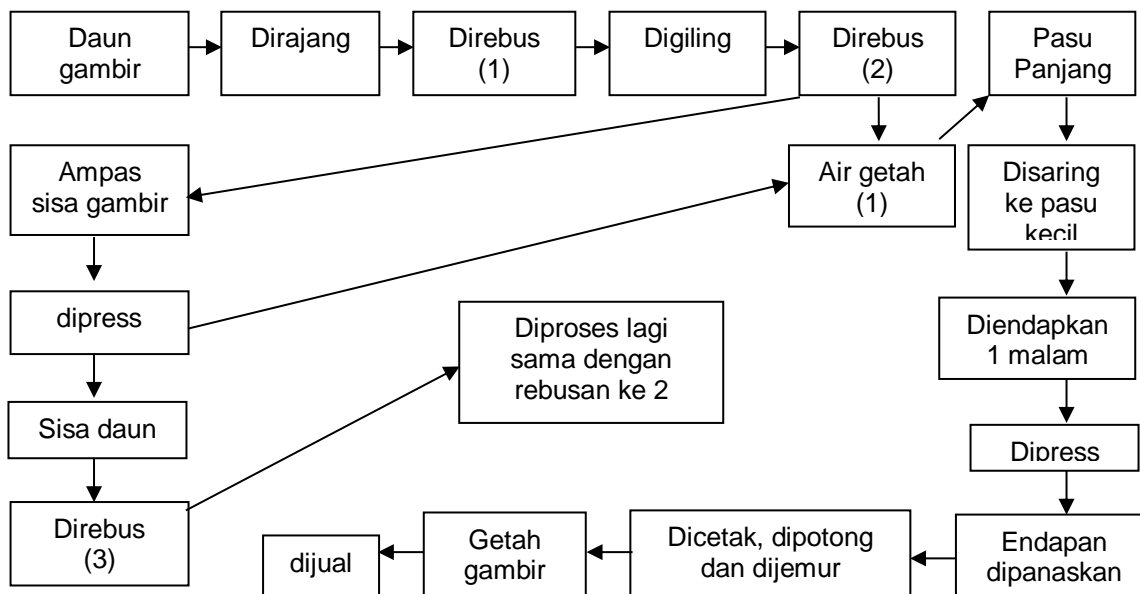 Daun
gambir
Dirajang
Direbus
(1)
Digiling
Direbus
(2)
Pasu
Panjang
Ampas
sisa gambir
Air getah
(1)
Disaring
ke pasu
kecil
dipress
Diproses lagi
sama dengan
rebusan ke 2
Diendapkan
1 malam
Sisa daun
Dipress
Direbus
(3)
dijual
Getah
gambir
Dicetak, dipotong
dan dijemur
Endapan
dipanaskan